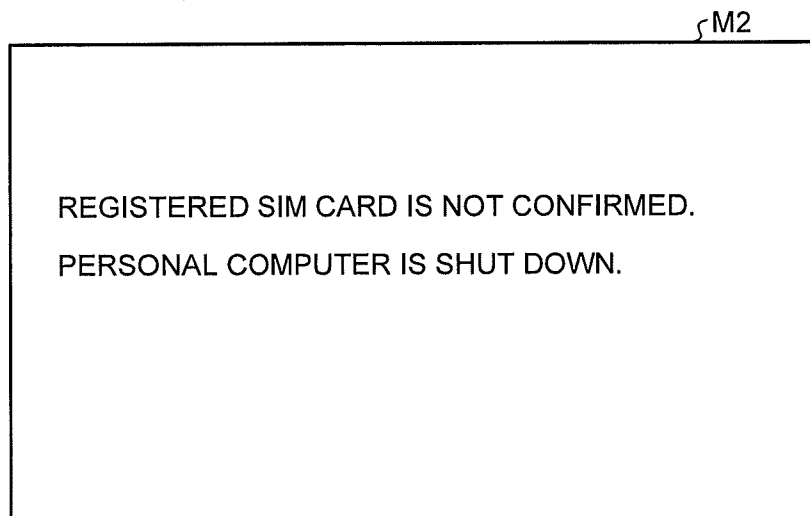 M2
REGISTERED SIM CARD IS NOT CONFIRMED.
PERSONAL COMPUTER IS SHUT DOWN.